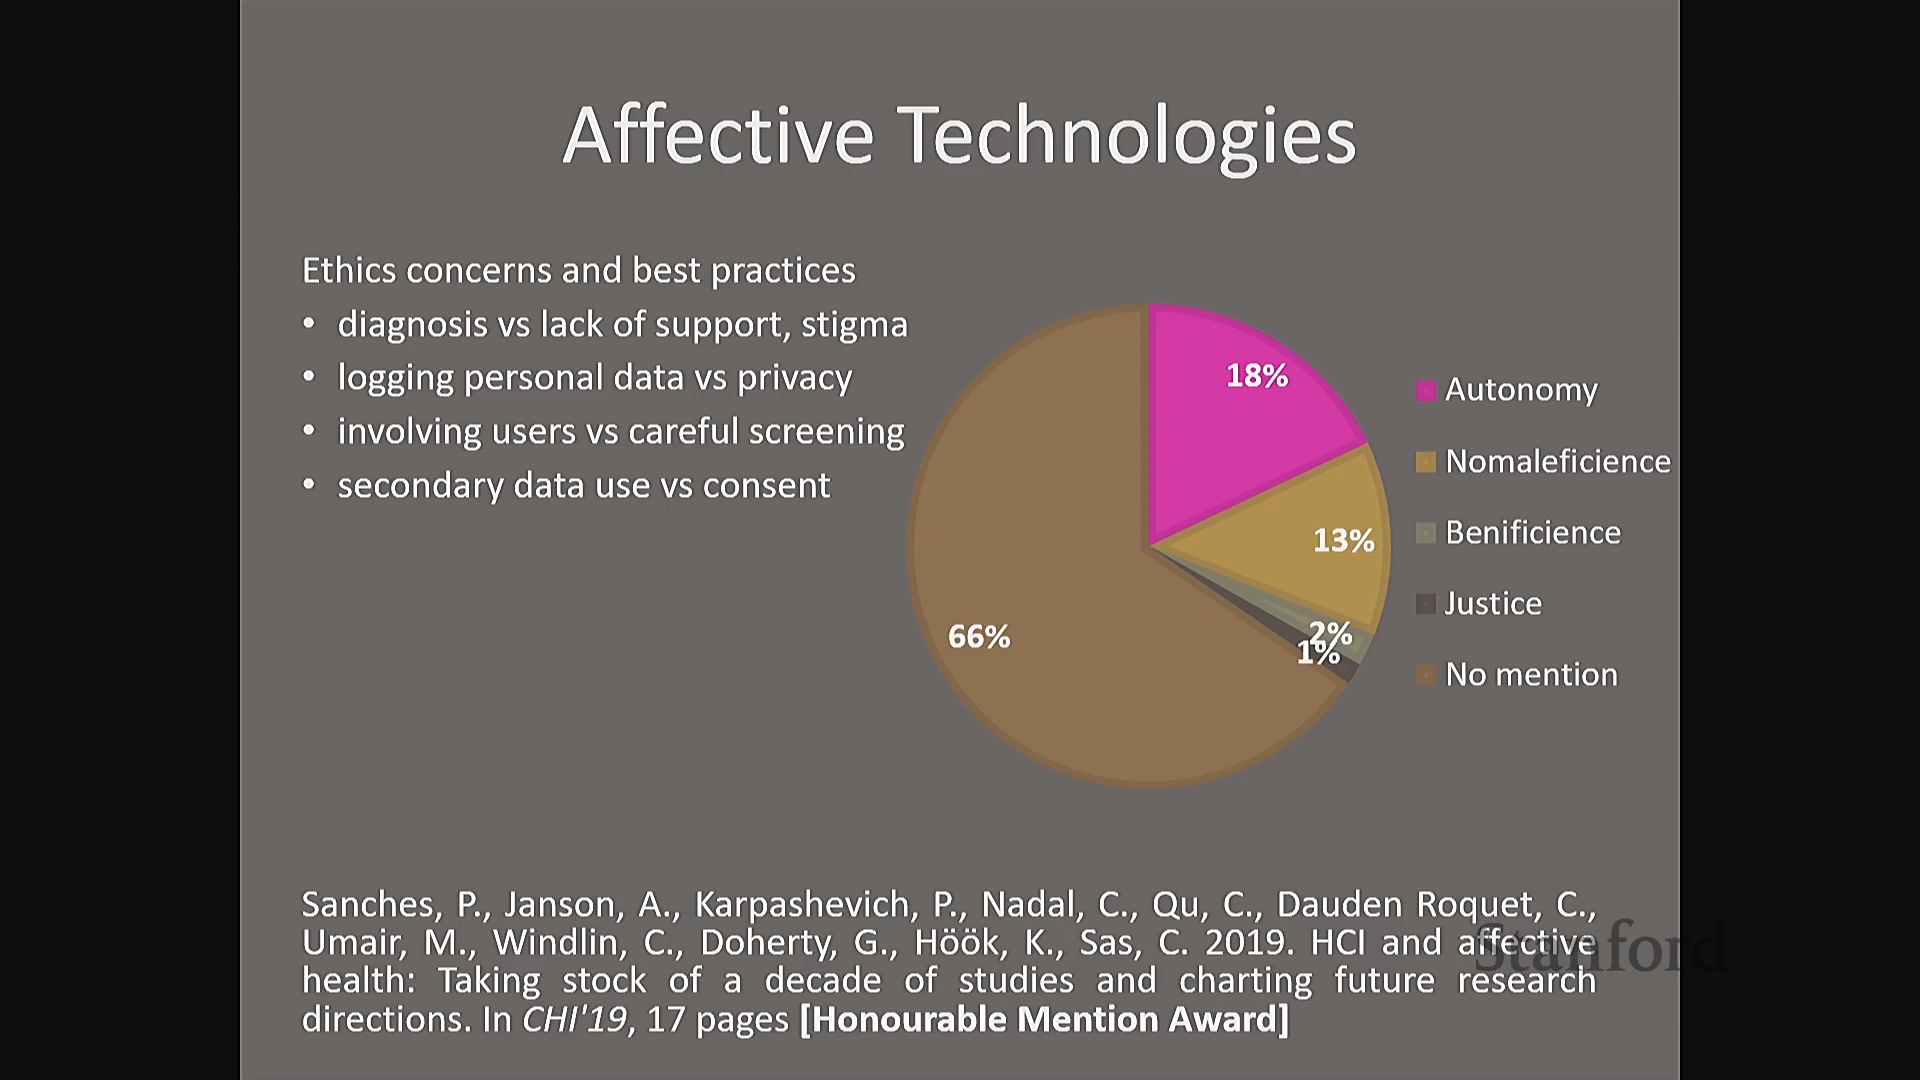 Affective Technologies
Ethics concerns and best practices
• diagnosis vs lack of support, stigma
• logging personal data vs privacy
• involving users vs careful screening
• secondary data use vs consent
18%
13%
2%
1%
66%
Autonomy
Nomaleficience
Benificience
Justice
No mention
Sanches, P., Janson, A., Karpashevich, P., Nadal, C., Qu, C., Dauden Roquet, C.,
Umair, M., Windlin, C., Doherty, G., Höök, K., Sas, C. 2019. HCI and affective
health: Taking stock of a decade of studies and charting future research
directions. In CHI'19, 17 pages [Honourable Mention Award]
Stanford